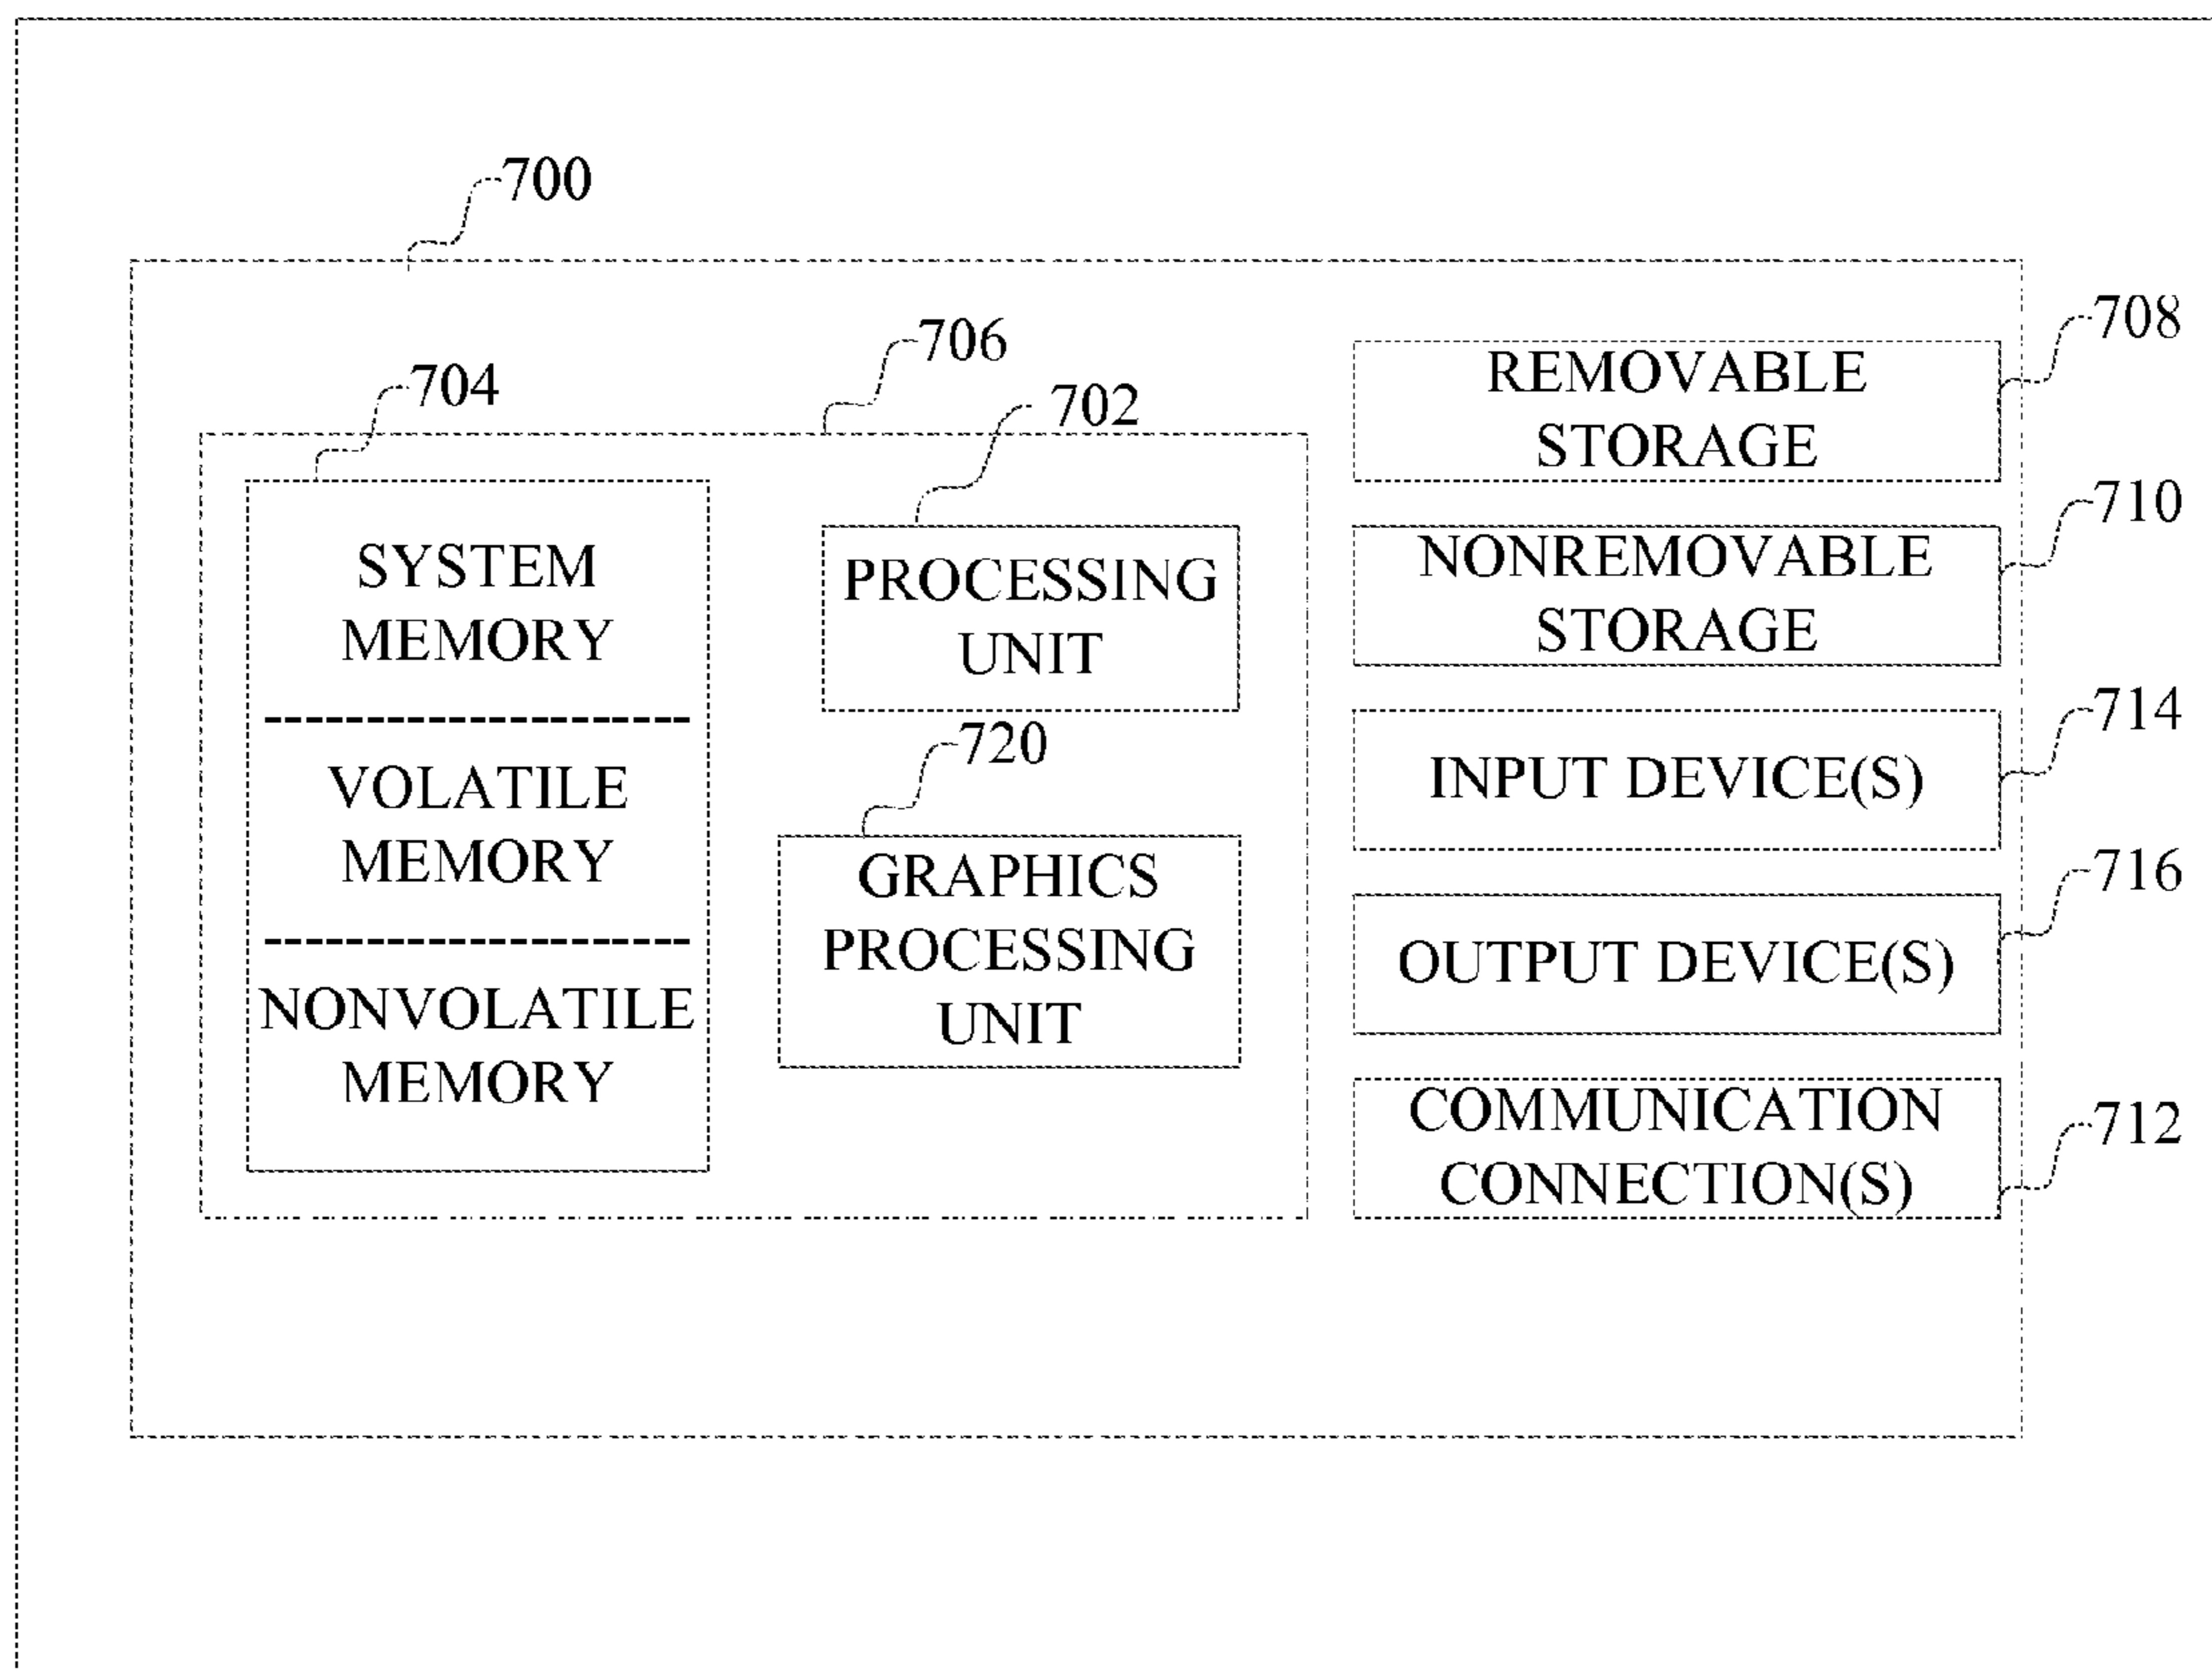 700
706
704
702
SYSTEM
MEMORY
VOLATILE
MEMORY
NONVOLATILE
MEMORY
PROCESSING
UNIT
720
GRAPHICS
PROCESSING
UNIT
708
REMOVABLE
STORAGE
710
NONREMOVABLE
STORAGE
714
INPUT DEVICE(S)
716
OUTPUT DEVICE(S)
712
COMMUNICATION
CONNECTION(S)